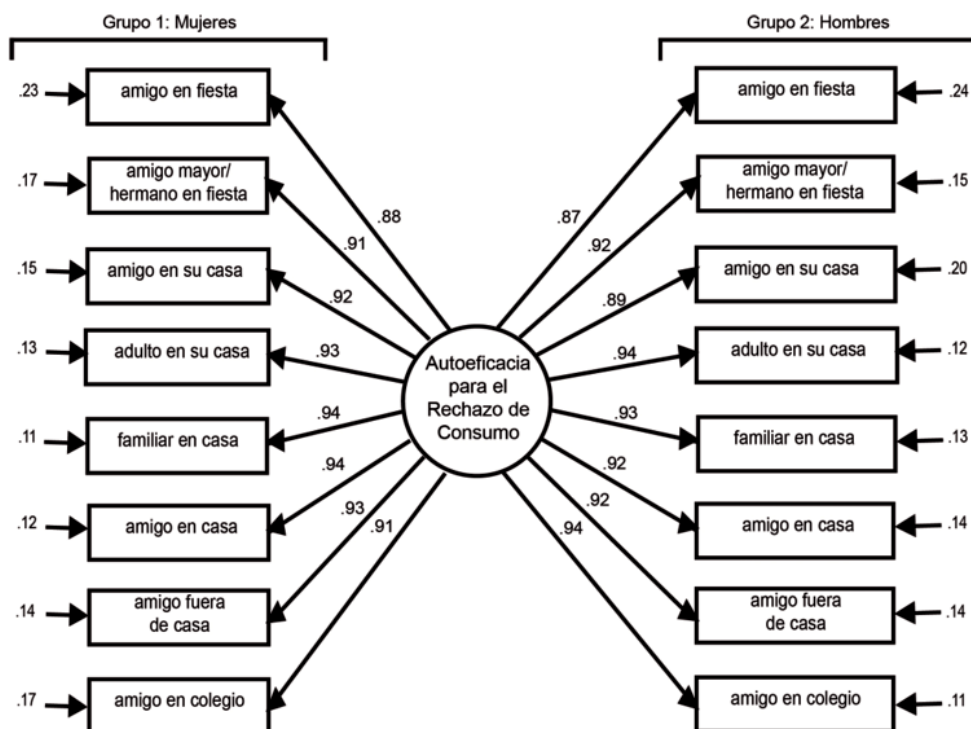 Grupo 1: Mujeres
Grupo 2: Hombres
.23
amigo en fiesta
.88
.87
amigo en fiesta
.24
.17
amigo mayor/
hermano en fiesta
.91
.92
amigo mayor/
hermano en fiesta
.15
.15
amigo en su casa
.92
.89
amigo en su casa
.20
.13
adulto en su casa
.93
.94
adulto en su casa
.12
Autoeficacia
para el
Rechazo de
Consumo
.11
familiar en casa
.94
.93
familiar en casa
.13
.12
amigo en casa
.94
.92
amigo en casa
.14
.14
amigo fuera
de casa
.93
.92
amigo fuera
de casa
.14
.17
amigo en colegio
.91
.94
amigo en colegio
.11